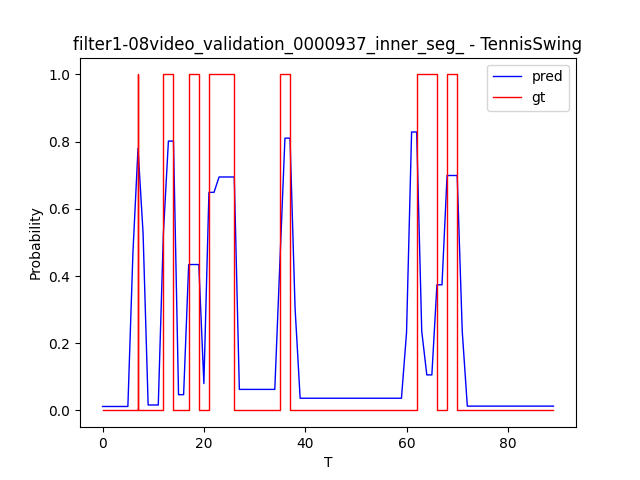 filter1-08video_validation_0000937_inner_seg_ - TennisSwing
pred
gt
Probability
1.0
0.8
0.6
0.4
0.2
0.0
0 20 40 60 80
T